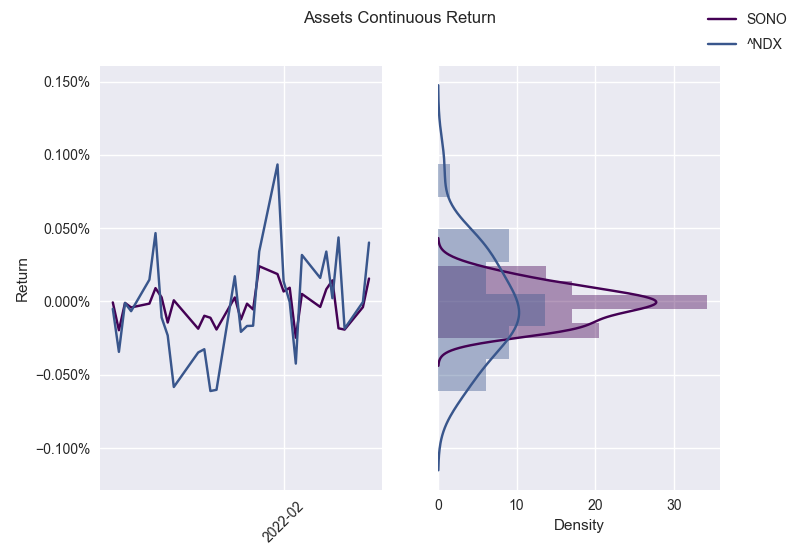 Assets Continuous Return
SONO
^NDX
0.150%
0.100%
0.050%
0.000%
−0.050%
−0.100%
Return
2022-02
0
10
20
30
Density